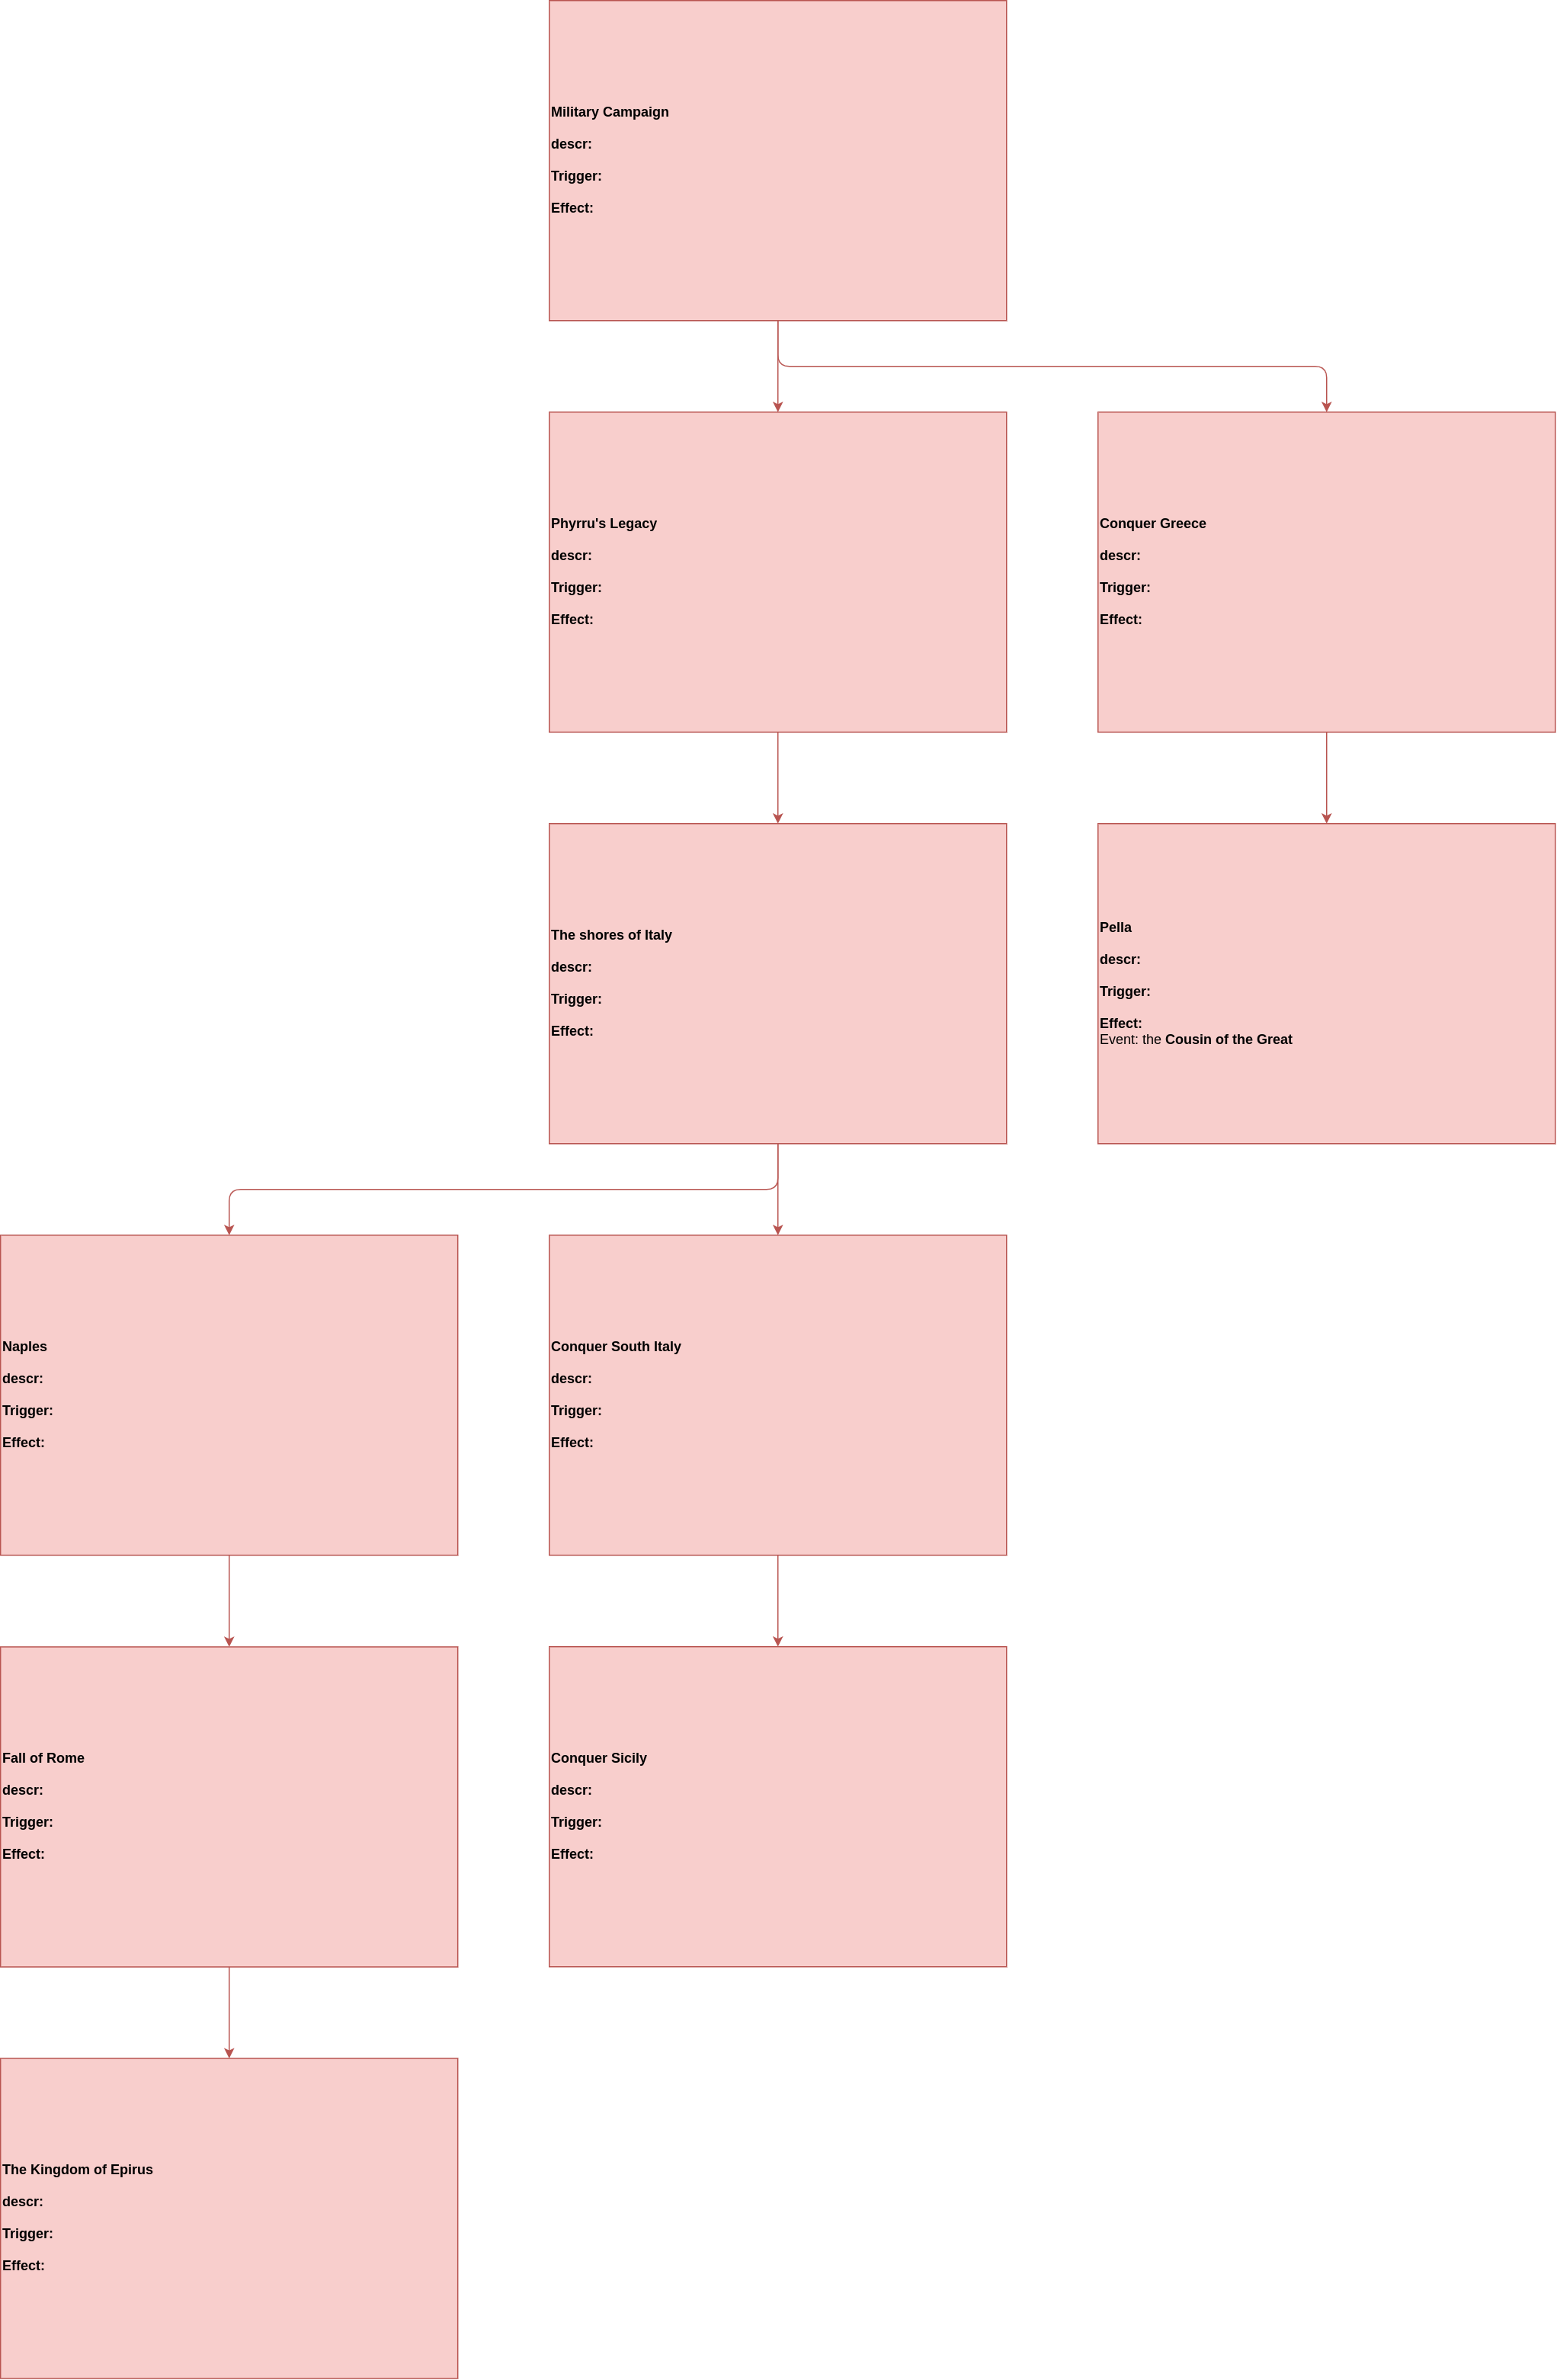 Military Campaign
descr:
Trigger:
Effect:
Phyrru's Legacy
descr:
Trigger:
Effect:
Conquer Greece
descr:
Trigger:
Effect:
The shores of Italy
descr:
Trigger:
Effect:
Pella
descr:
Trigger:
Effect:
Event: the Cousin of the Great
Naples
descr:
Trigger:
Effect:
Conquer South Italy
descr:
Trigger:
Effect:
Fall of Rome
descr:
Trigger:
Effect:
Conquer Sicily
descr:
Trigger:
Effect:
The Kingdom of Epirus
descr:
Trigger:
Effect: